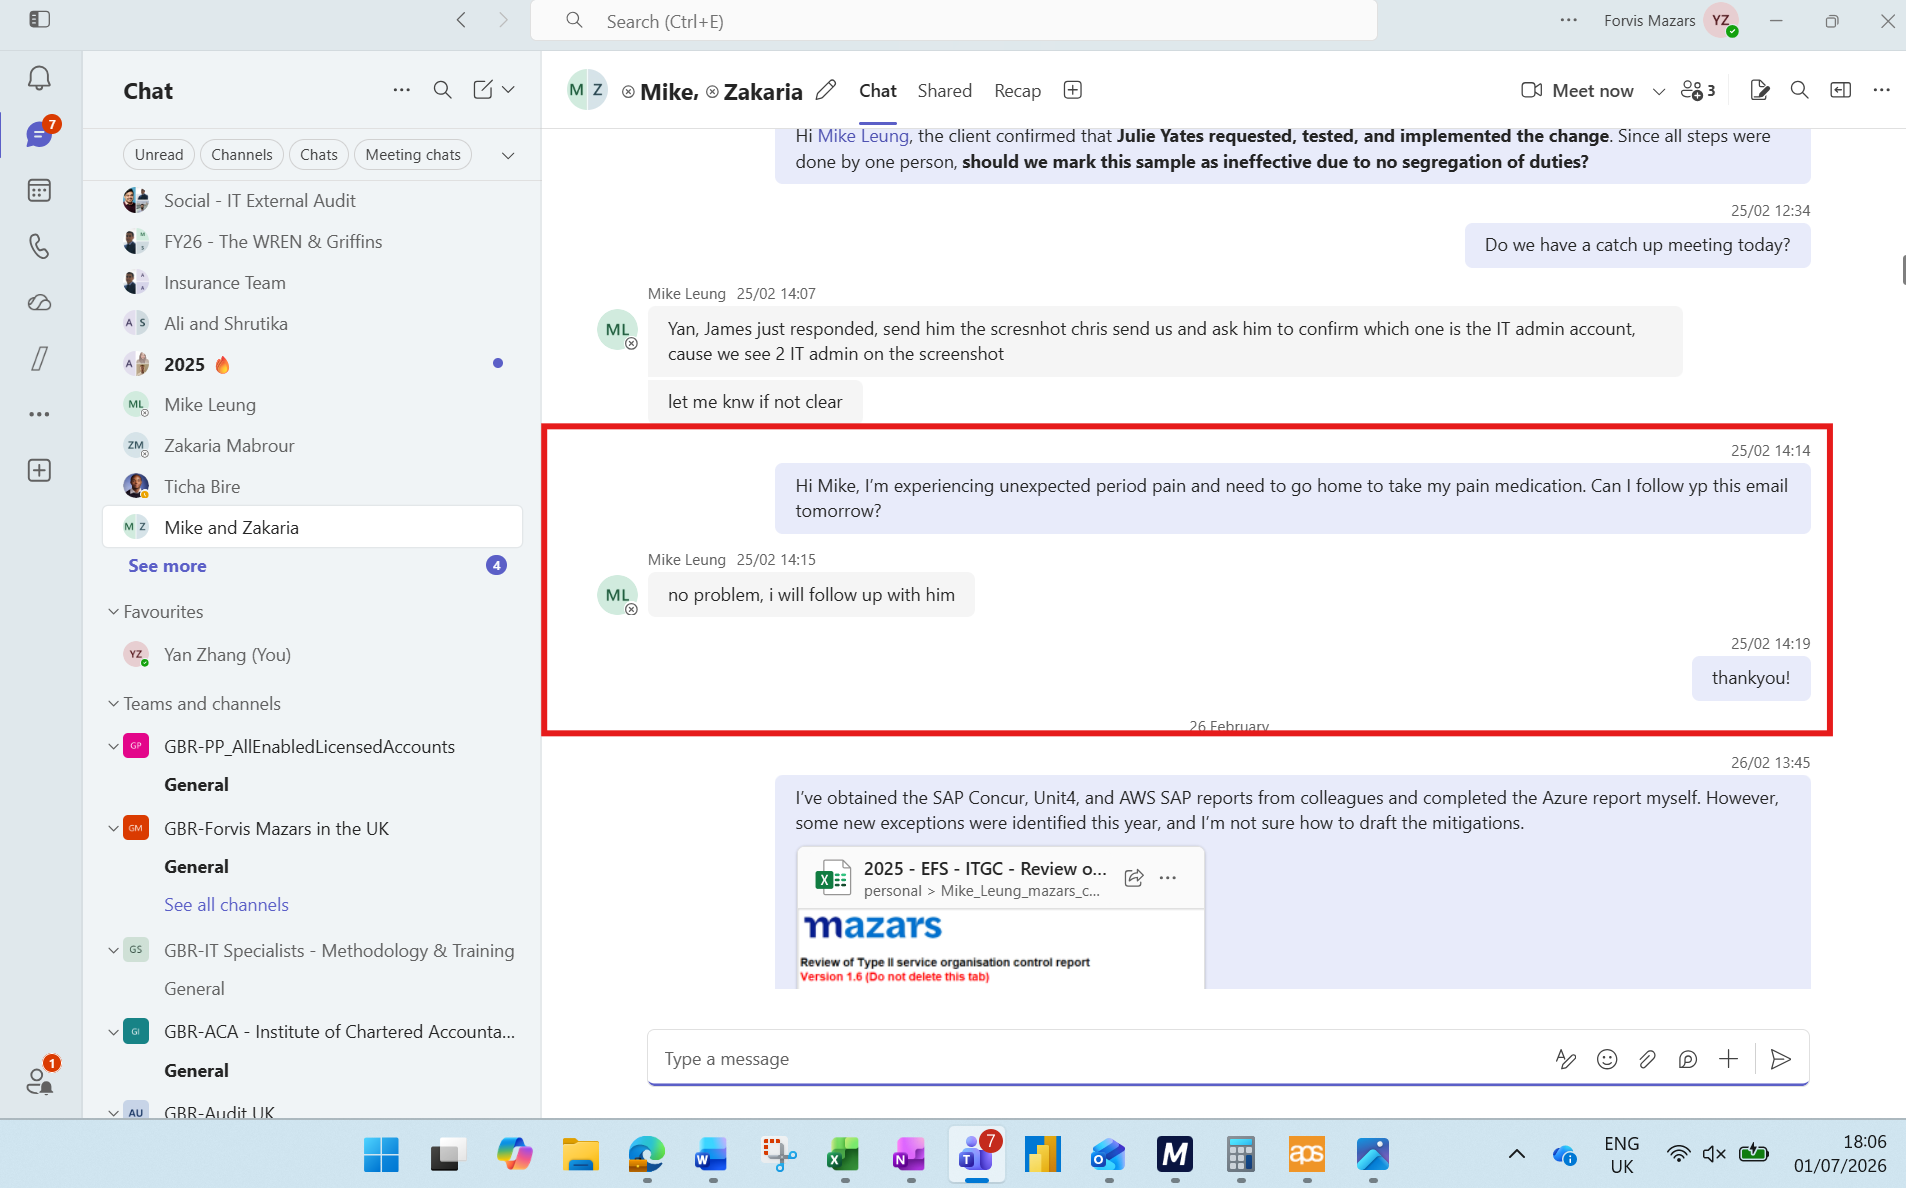 Search (Ctrl+E)
Forvis Mazars
YZ
7
Chat
Unread
Channels
Chats
Meeting chats
Social - IT External Audit
FY26 - The WREN & Griffins
Insurance Team
A S
Ali and Shrutika
A
2025
ML
Mike Leung
ZM
Zakaria Mabrour
Ticha Bire
M Z
Mike and Zakaria
See more
4
Favourites
YZ
Yan Zhang (You)
Teams and channels
GP
GBR-PP_AllEnabledLicensedAccounts
General
GM
GBR-Forvis Mazars in the UK
General
See all channels
GS
GBR-IT Specialists - Methodology & Training
General
GI
GBR-ACA - Institute of Chartered Accounta...
General
AU
GBR-Audit UK
1
M Z
Mike, Zakaria
Chat
Shared
Recap
Meet now
3
Hi Mike Leung, the client confirmed that Julie Yates requested, tested, and implemented the change. Since all steps were
done by one person, should we mark this sample as ineffective due to no segregation of duties?
25/02 12:34
Do we have a catch up meeting today?
Mike Leung 25/02 14:07
ML
Yan, James just responded, send him the scresnhot chris send us and ask him to confirm which one is the IT admin account,
cause we see 2 IT admin on the screenshot
let me knw if not clear
25/02 14:14
Hi Mike, I'm experiencing unexpected period pain and need to go home to take my pain medication. Can I follow yp this email
tomorrow?
Mike Leung 25/02 14:15
ML
no problem, i will follow up with him
25/02 14:19
thankyou!
26 February
26/02 13:45
I've obtained the SAP Concur, Unit4, and AWS SAP reports from colleagues and completed the Azure report myself. However,
some new exceptions were identified this year, and I'm not sure how to draft the mitigations.
2025 - EFS - ITGC - Review o...
personal > Mike_Leung_mazars_c...
mazars
Review of Type II service organisation control report
Version 1.6 (Do not delete this tab)
Type a message
7
aps
ENG
UK
18:06
01/07/2026